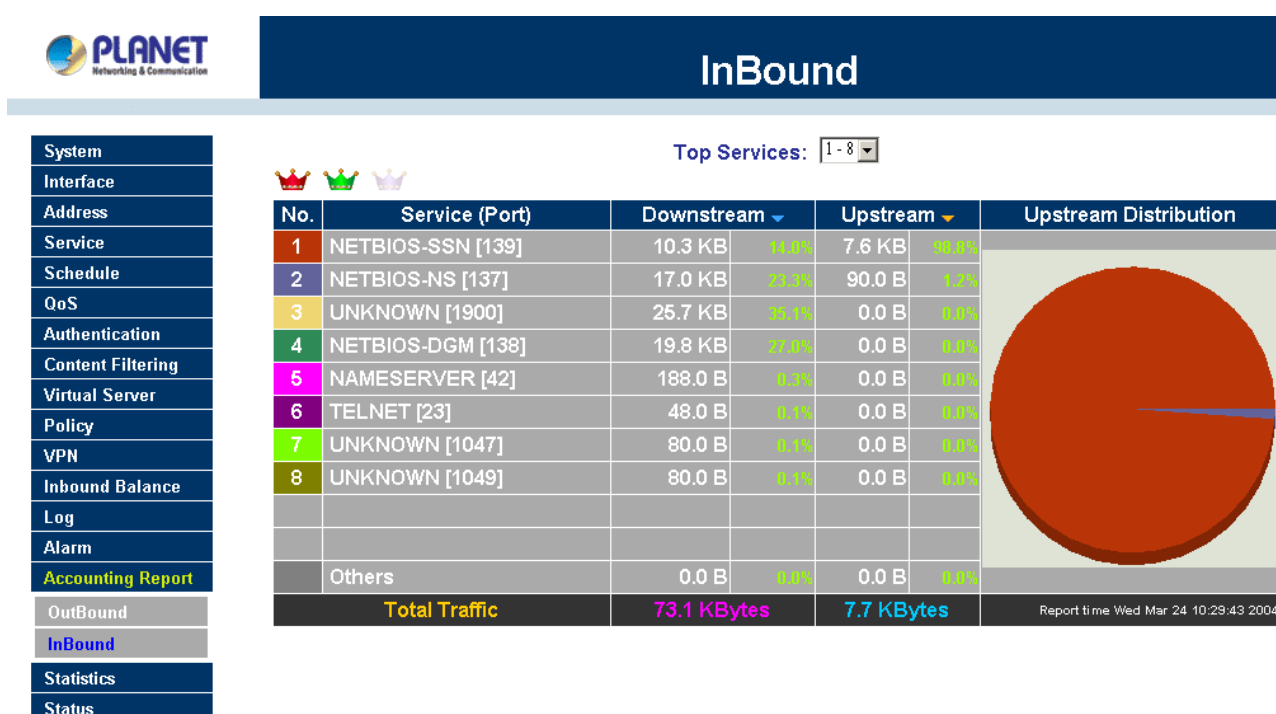 PLANET
Networking & Communication
InBound
System
Interface
Address
Service
Schedule
QoS
Authentication
Content Filtering
Virtual Server
Policy
VPN
Inbound Balance
Log
Alarm
Accounting Report
OutBound
InBound
Statistics
Status
Top Services: 1 - 8
No. Service (Port) Downstream Upstream Upstream Distribution
1 NETBIOS-SSN [139] 10.3 KB 14.0% 7.6 KB 98.8%
2 NETBIOS-NS [137] 17.0 KB 23.3% 90.0 B 1.2%
3 UNKNOWN [1900] 25.7 KB 35.1% 0.0 B 0.0%
4 NETBIOS-DGM [138] 19.8 KB 27.0% 0.0 B 0.0%
5 NAMESERVER [42] 188.0 B 0.3% 0.0 B 0.0%
6 TELNET [23] 48.0 B 0.1% 0.0 B 0.0%
7 UNKNOWN [1047] 80.0 B 0.1% 0.0 B 0.0%
8 UNKNOWN [1049] 80.0 B 0.1% 0.0 B 0.0%
Others 0.0 B 0.0% 0.0 B 0.0%
Total Traffic 73.1 KBytes 7.7 KBytes Report time Wed Mar 24 10:29:43 2004